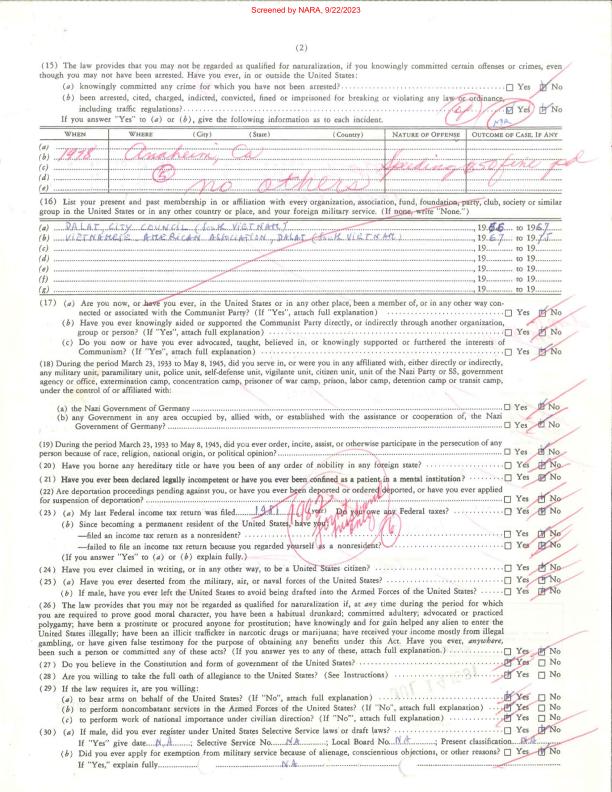 Screened by NARA, 9/22/2023
(2)
(15) The law provides that you may not be regarded as qualified for naturalization, if you knowingly committed certain offenses or crimes, even
though you may not have been arrested. Have you ever, in or outside the United States:
(a) knowingly committed any crime for which you have not been arrested? ☐ Yes ☑ No
(b) been arrested, cited, charged, indicted, convicted, fined or imprisoned for breaking or violating any law or ordinance,
including traffic regulations? ☑ Yes ☐ No
If you answer "Yes" to (a) or (b), give the following information as to each incident.
WHEN WHERE (City) (State) (Country) NATURE OF OFFENSE OUTCOME OF CASE, IF ANY
(a)
(b) 1978 Anaheim, Ca Speeding $50 fine pd
(c)
(d) 5 no others
(e)
(16) List your present and past membership in or affiliation with every organization, association, fund, foundation, party, club, society or similar
group in the United States or in any other country or place, and your foreign military service. (If none, write "None.")
(a) DALAT CITY COUNCIL (South VIETNAM), 1966 to 1967
(b) VIETNAMESE AMERICAN ASSOCIATION, DALAT (South VIETNAM), 1967 to 1975
(c) , 19 to 19
(d) , 19 to 19
(e) , 19 to 19
(f) , 19 to 19
(g) , 19 to 19
(17) (a) Are you now, or have you ever, in the United States or in any other place, been a member of, or in any other way con-
nected or associated with the Communist Party? (If "Yes", attach full explanation) ☐ Yes ☑ No
(b) Have you ever knowingly aided or supported the Communist Party directly, or indirectly through another organization,
group or person? (If "Yes", attach full explanation) ☐ Yes ☑ No
(c) Do you now or have you ever advocated, taught, believed in, or knowingly supported or furthered the interests of
Communism? (If "Yes", attach full explanation) ☐ Yes ☑ No
(18) During the period March 23, 1933 to May 8, 1945, did you serve in, or were you in any affiliated with, either directly or indirectly,
any military unit, paramilitary unit, police unit, self-defense unit, vigilante unit, citizen unit, unit of the Nazi Party or SS, government
agency or office, extermination camp, concentration camp, prisoner of war camp, prison, labor camp, detention camp or transit camp,
under the control of or affiliated with:
(a) the Nazi Government of Germany ☐ Yes ☑ No
(b) any Government in any area occupied by, allied with, or established with the assistance or cooperation of, the Nazi
Government of Germany? ☐ Yes ☑ No
(19) During the period March 23, 1933 to May 8, 1945, did you ever order, incite, assist, or otherwise participate in the persecution of any
person because of race, religion, national origin, or political opinion? ☐ Yes ☑ No
(20) Have you borne any hereditary title or have you been of any order of nobility in any foreign state? ☐ Yes ☑ No
(21) Have you ever been declared legally incompetent or have you ever been confined as a patient in a mental institution? ☐ Yes ☑ No
(22) Are deportation proceedings pending against you, or have you ever been deported or ordered deported, or have you ever applied
for suspension of deportation? ☐ Yes ☑ No
(23) (a) My last Federal income tax return was filed 1981 (year) Do you owe any Federal taxes? ☐ Yes ☑ No
1982
(b) Since becoming a permanent resident of the United States, have you:
—filed an income tax return as a nonresident? ☐ Yes ☑ No
6
—failed to file an income tax return because you regarded yourself as a nonresident? ☐ Yes ☑ No
(If you answer "Yes" to (a) or (b) explain fully.)
(24) Have you ever claimed in writing, or in any other way, to be a United States citizen? ☐ Yes ☑ No
(25) (a) Have you ever deserted from the military, air, or naval forces of the United States? ☐ Yes ☑ No
(b) If male, have you ever left the United States to avoid being drafted into the Armed Forces of the United States? ☐ Yes ☑ No
(26) The law provides that you may not be regarded as qualified for naturalization if, at any time during the period for which
you are required to prove good moral character, you have been a habitual drunkard; committed adultery; advocated or practiced
polygamy; have been a prostitute or procured anyone for prostitution; have knowingly and for gain helped any alien to enter the
United States illegally; have been an illicit trafficker in narcotic drugs or marijuana; have received your income mostly from illegal
gambling, or have given false testimony for the purpose of obtaining any benefits under this Act. Have you ever, anywhere,
been such a person or committed any of these acts? (If you answer yes to any of these, attach full explanation.) ☐ Yes ☑ No
(27) Do you believe in the Constitution and form of government of the United States? ☑ Yes ☐ No
(28) Are you willing to take the full oath of allegiance to the United States? (See Instructions) ☑ Yes ☐ No
(29) If the law requires it, are you willing:
(a) to bear arms on behalf of the United States? (If "No", attach full explanation) ☑ Yes ☐ No
(b) to perform noncombatant services in the Armed Forces of the United States? (If "No", attach full explanation) ☑ Yes ☐ No
(c) to perform work of national importance under civilian direction? (If "No", attach full explanation) ☑ Yes ☐ No
(30) (a) If male, did you ever register under United States Selective Service laws or draft laws? ☐ Yes ☑ No
If "Yes" give date NA; Selective Service No. NA; Local Board No. NA; Present classification NA
(b) Did you ever apply for exemption from military service because of alienage, conscientious objections, or other reasons? ☐ Yes ☑ No
If "Yes," explain fully NA